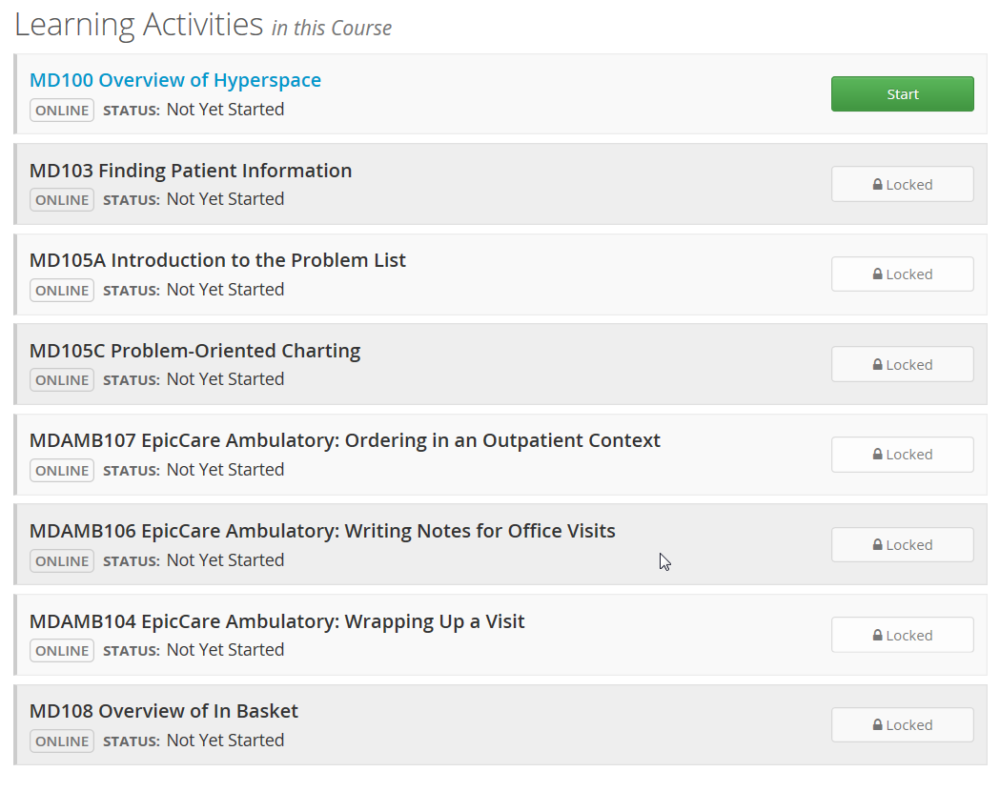 Learning Activities in this Course
MD100 Overview of Hyperspace
ONLINE STATUS: Not Yet Started
Start
MD103 Finding Patient Information
ONLINE STATUS: Not Yet Started
Locked
MD105A Introduction to the Problem List
ONLINE STATUS: Not Yet Started
Locked
MD105C Problem-Oriented Charting
ONLINE STATUS: Not Yet Started
Locked
MDAMB107 EpicCare Ambulatory: Ordering in an Outpatient Context
ONLINE STATUS: Not Yet Started
Locked
MDAMB106 EpicCare Ambulatory: Writing Notes for Office Visits
ONLINE STATUS: Not Yet Started
Locked
MDAMB104 EpicCare Ambulatory: Wrapping Up a Visit
ONLINE STATUS: Not Yet Started
Locked
MD108 Overview of In Basket
ONLINE STATUS: Not Yet Started
Locked